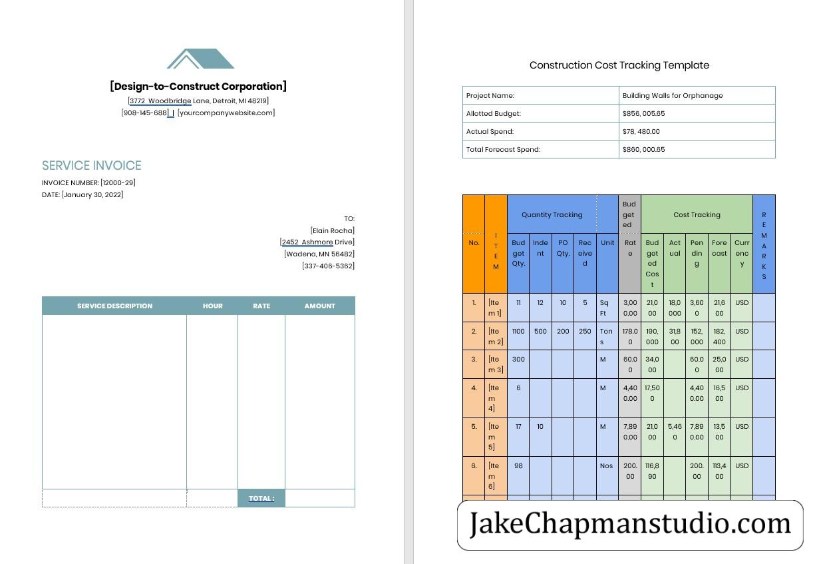 [Design-to-Construct Corporation]
[3772 Woodbridge Lane, Detroit, MI 48219]
[908-145-688] | [yourcompanywebsite.com]
SERVICE INVOICE
INVOICE NUMBER: [12000-29]
DATE: [January 30, 2022]
TO:
[Elain Rocha]
[2452 Ashmore Drive]
[Wadena, MN 56482]
[337-406-5362]
SERVICE DESCRIPTION HOUR RATE AMOUNT
TOTAL:
Construction Cost Tracking Template
Project Name: Building Walls for Orphanage
Allotted Budget: $856,005.65
Actual Spend: $78, 480.00
Total Forecast Spend: $860,000.65
No. ITEM Quantity Tracking Budgeted Rate Cost Tracking REMARKS
Budget Qty. Indent PO Qty. Received Unit Budgeted Cost Actual Pending Forecast Currency
1. [Item 1] 11 12 10 5 Sq Ft 3,000.00 21,000 18,0000 3,600 21,600 USD
2. [Item 2] 1100 500 200 250 Tons 178.00 190,000 31,800 152,000 182,400 USD
3. [Item 3] 300 M 60.00 34,000 60.00 25,000 USD
4. [Item 4] 6 M 4,400.00 17,500 4,400.00 16,500 USD
5. [Item 5] 17 10 M 7,890.00 21,000 5,460 7,890.00 13,500 USD
6. [Item 6] 98 Nos 200.00 116,890 200.00 113,400 USD
JakeChapmanstudio.com